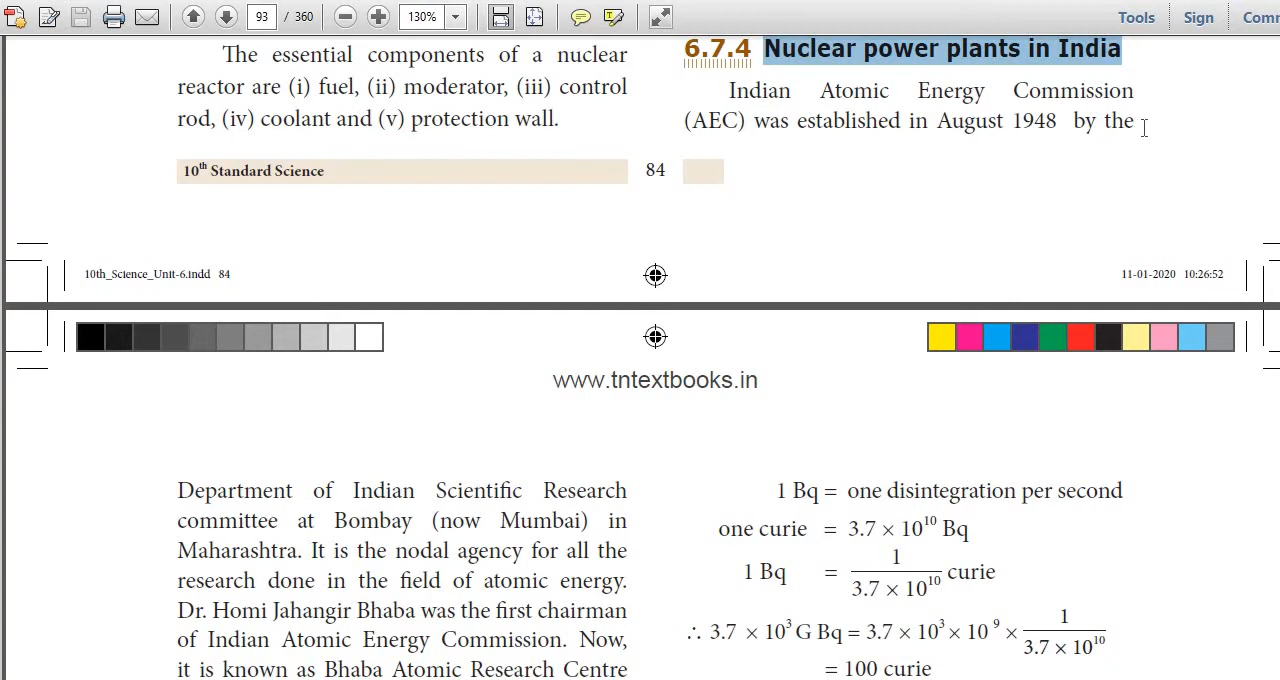 93 / 360
130%
Tools
Sign
Comm
The essential components of a nuclear
reactor are (i) fuel, (ii) moderator, (iii) control
rod, (iv) coolant and (v) protection wall.
6.7.4 Nuclear power plants in India
Indian Atomic Energy Commission
(AEC) was established in August 1948 by the
10th Standard Science
84
10th_Science_Unit-6.indd 84
11-01-2020 10:26:52
www.tntextbooks.in
Department of Indian Scientific Research
committee at Bombay (now Mumbai) in
Maharashtra. It is the nodal agency for all the
research done in the field of atomic energy.
Dr. Homi Jahangir Bhaba was the first chairman
of Indian Atomic Energy Commission. Now,
it is known as Bhaba Atomic Research Centre
1 Bq = one disintegration per second
one curie = 3.7 × 10¹⁰ Bq
1 Bq = 1 / 3.7 × 10¹⁰ curie
∴ 3.7 × 10³ G Bq = 3.7 × 10³ × 10⁹ × 1 / 3.7 × 10¹⁰
= 100 curie